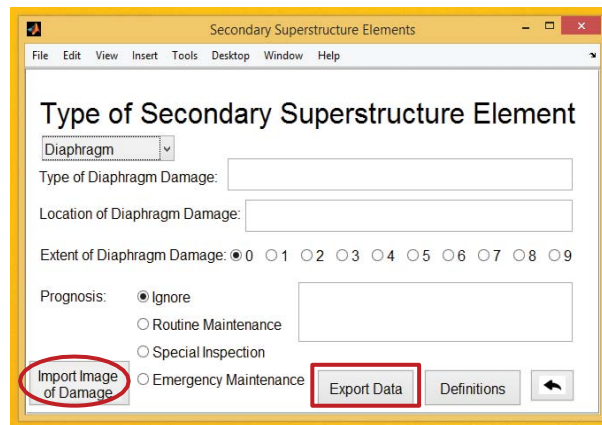 Secondary Superstructure Elements
File Edit View Insert Tools Desktop Window Help
Type of Secondary Superstructure Element
Diaphragm
Type of Diaphragm Damage:
Location of Diaphragm Damage:
Extent of Diaphragm Damage: 0 1 2 3 4 5 6 7 8 9
Prognosis: Ignore
Routine Maintenance
Special Inspection
Emergency Maintenance
Import Image
of Damage
Export Data Definitions